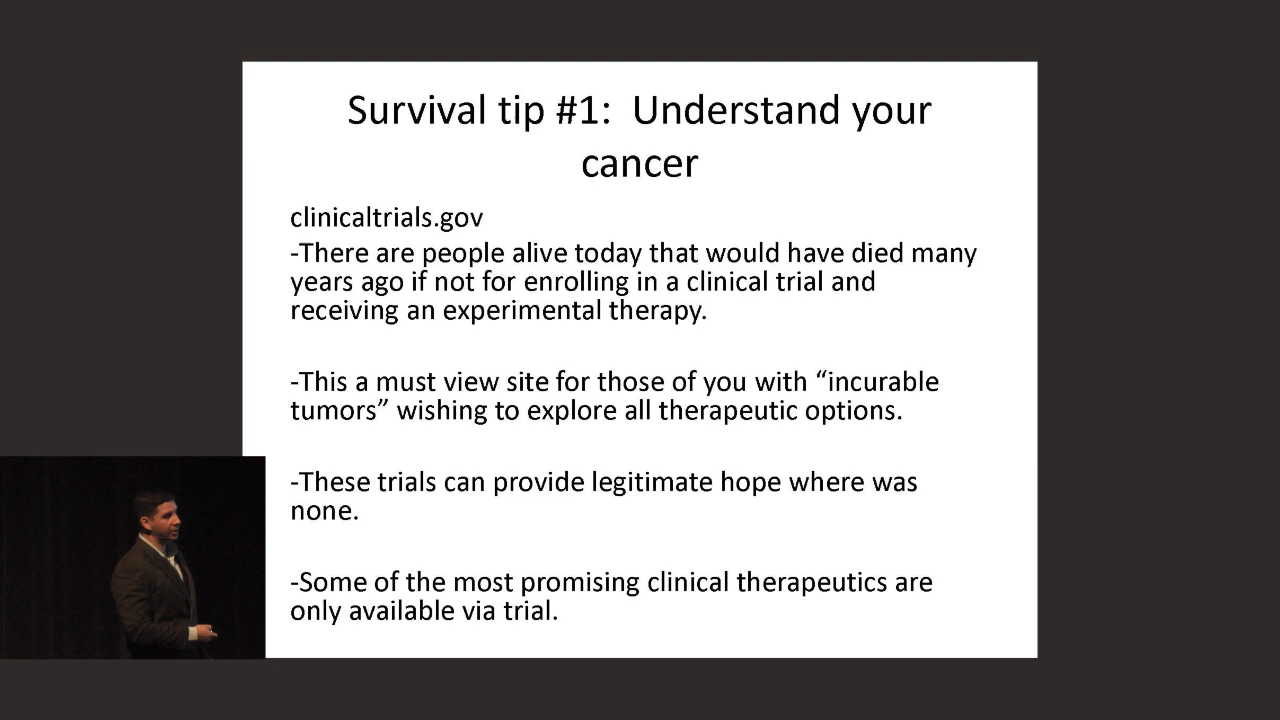 Survival tip #1: Understand your
cancer
clinicaltrials.gov
-There are people alive today that would have died many
years ago if not for enrolling in a clinical trial and
receiving an experimental therapy.
-This a must view site for those of you with “incurable
tumors” wishing to explore all therapeutic options.
-These trials can provide legitimate hope where was
none.
-Some of the most promising clinical therapeutics are
only available via trial.